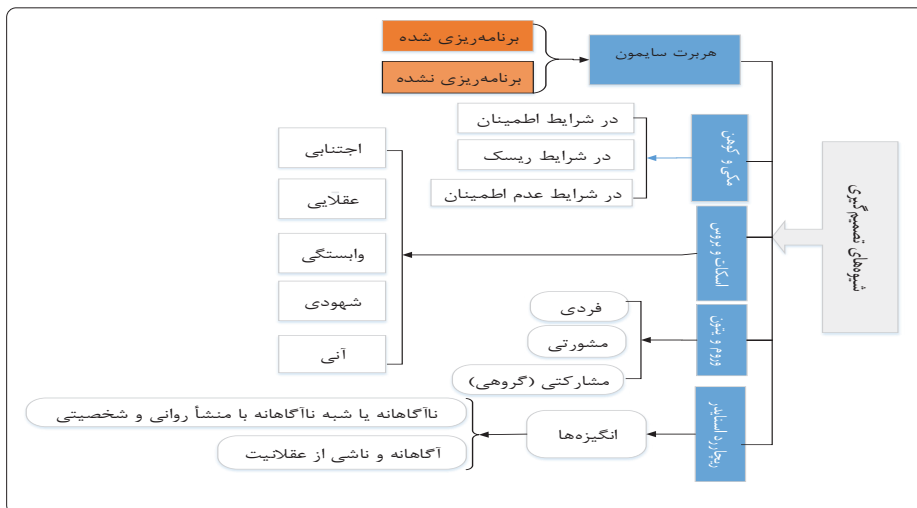 شیوه‌های تصمیم‌گیری
هربرت سایمون
برنامه‌ریزی شده
برنامه‌ریزی نشده
مکی و کوهن
در شرایط اطمینان
در شرایط ریسک
در شرایط عدم اطمینان
اسکات و بروس
اجتنابی
عقلایی
وابستگی
شهودی
آنی
وروم و یتون
فردی
مشورتی
مشارکتی (گروهی)
ریچارد اسنایدر
انگیزه‌ها
ناآگاهانه یا شبه ناآگاهانه با منشأ روانی و شخصیتی
آگاهانه و ناشی از عقلانیت